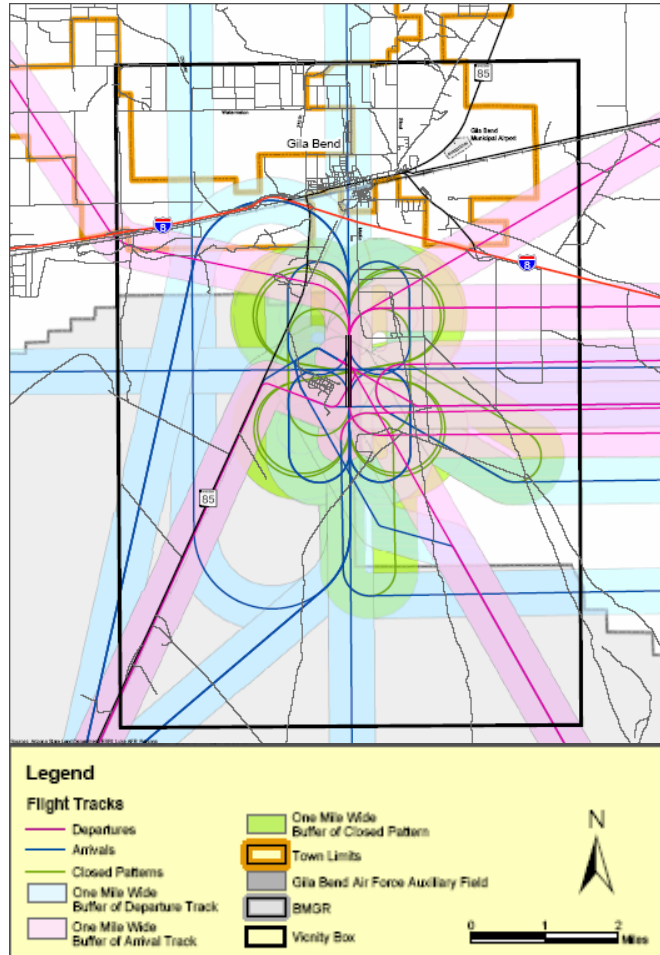 85
Watermelon
Gila Bend
Gila Bend
Municipal Airport
8
8
85
Legend
Flight Tracks
Departures
Arrivals
Closed Patterns
One Mile Wide
Buffer of Departure Track
One Mile Wide
Buffer of Arrival Track
One Mile Wide
Buffer of Closed Pattern
Town Limits
Gila Bend Air Force Auxiliary Field
BMGR
Vicinity Box
N
0 1 2
Miles